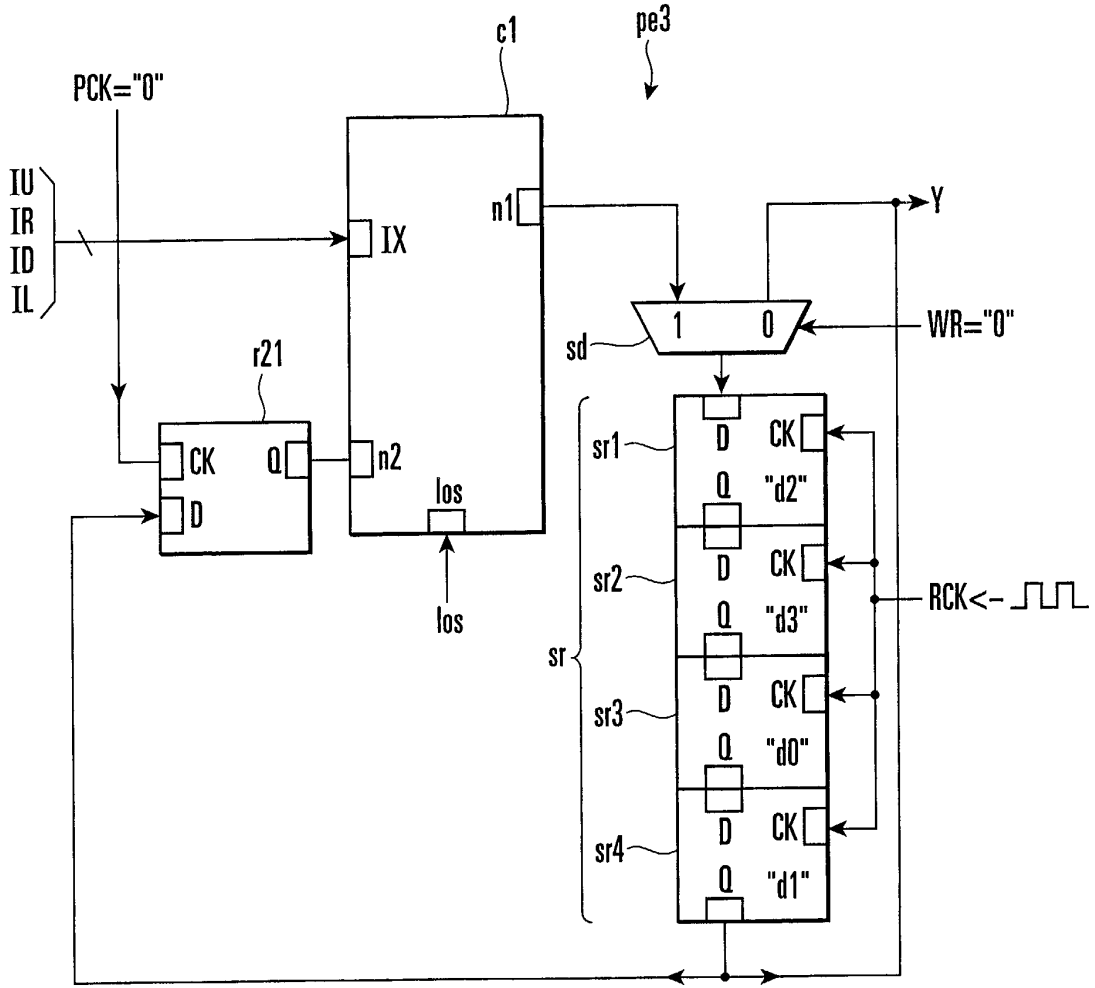 pe3
c1
PCK="0"
IU
IR
ID
IL
n1
Y
IX
1 0
WR="0"
sd
r21
CK Q
D
n2
los
los
sr
sr1
D CK
Q "d2"
sr2
D CK
Q "d3"
RCK<-
sr3
D CK
Q "d0"
sr4
D CK
Q "d1"